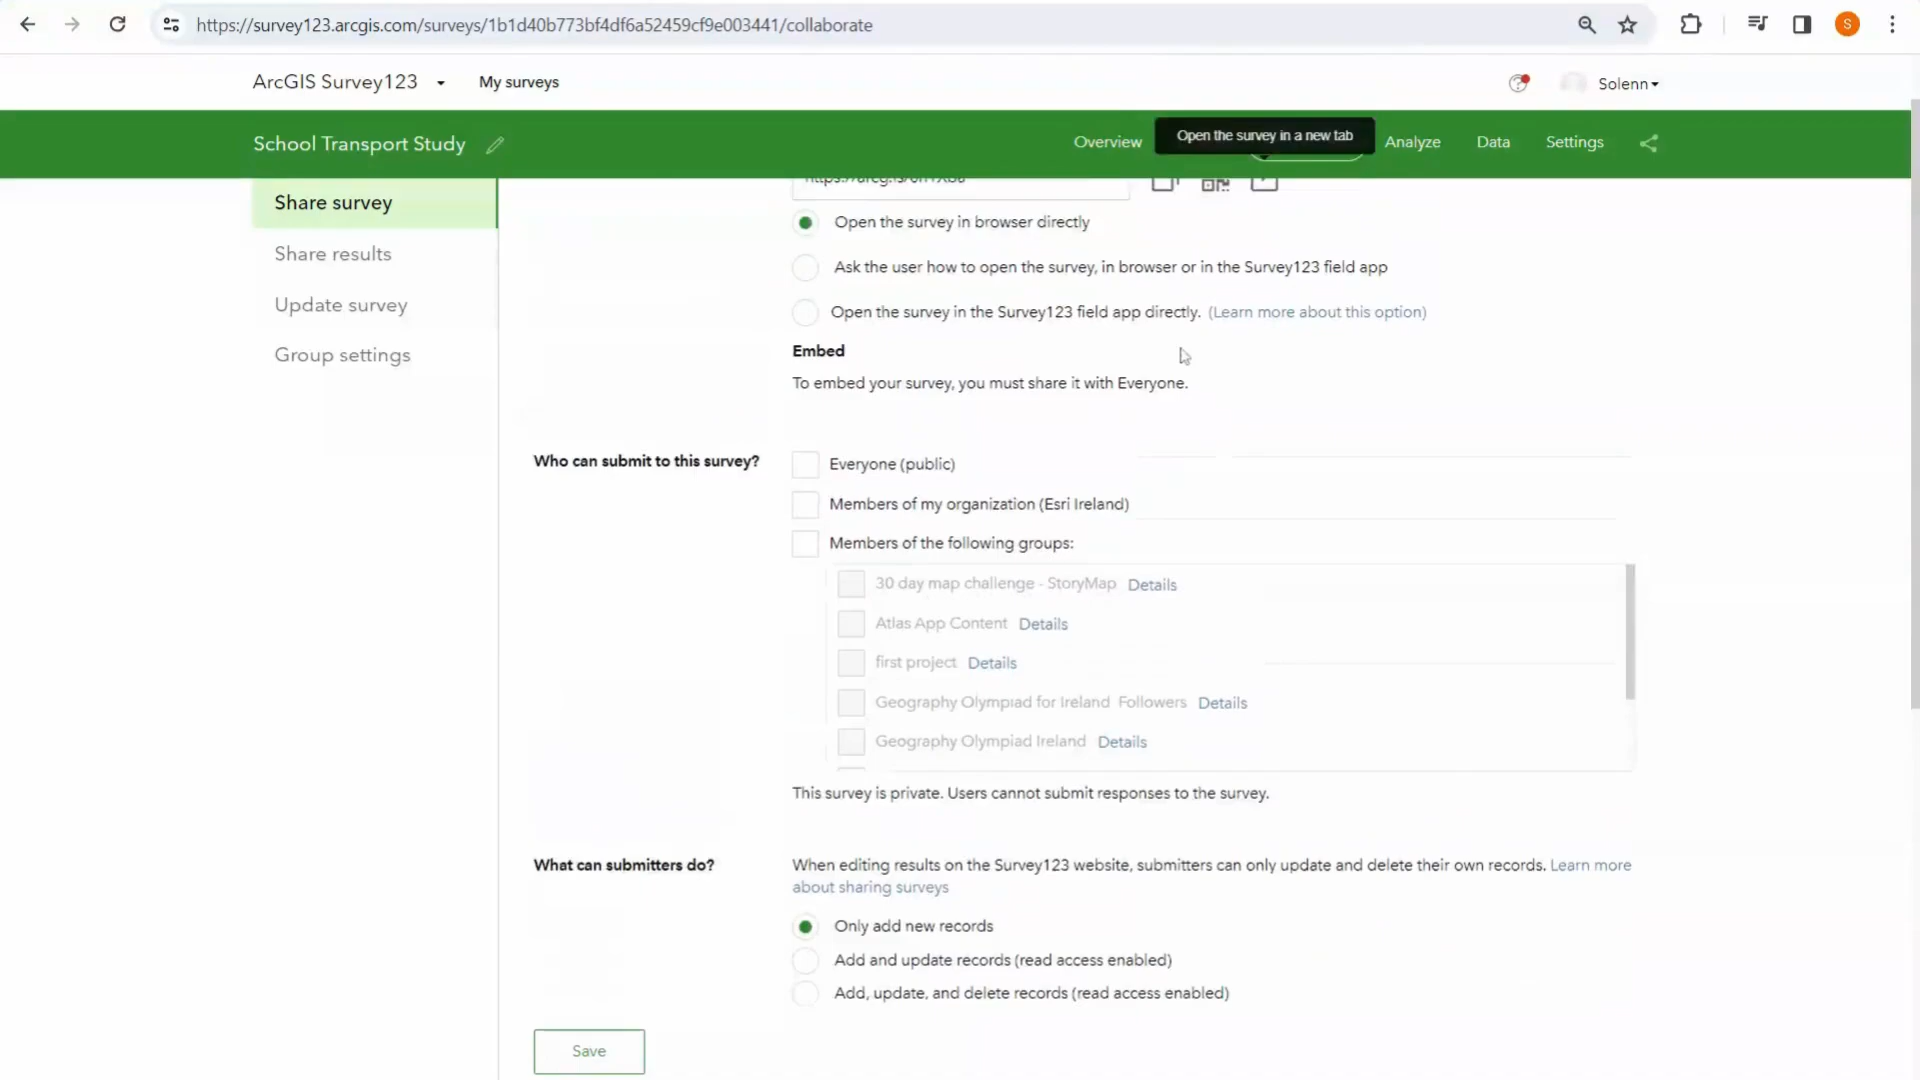 https://survey123.arcgis.com/surveys/1b1d40b773bf4df6a52459cf9e003441/collaborate
S
ArcGIS Survey123
My surveys
Solenn
School Transport Study
Overview
Open the survey in a new tab
Analyze
Data
Settings
Share survey
Share results
Update survey
Group settings
Open the survey in browser directly
Ask the user how to open the survey, in browser or in the Survey123 field app
Open the survey in the Survey123 field app directly. (Learn more about this option)
Embed
To embed your survey, you must share it with Everyone.
Who can submit to this survey?
Everyone (public)
Members of my organization (Esri Ireland)
Members of the following groups:
30 day map challenge - StoryMap Details
Atlas App Content Details
first project Details
Geography Olympiad for Ireland Followers Details
Geography Olympiad Ireland Details
This survey is private. Users cannot submit responses to the survey.
What can submitters do?
When editing results on the Survey123 website, submitters can only update and delete their own records. Learn more
about sharing surveys
Only add new records
Add and update records (read access enabled)
Add, update, and delete records (read access enabled)
Save